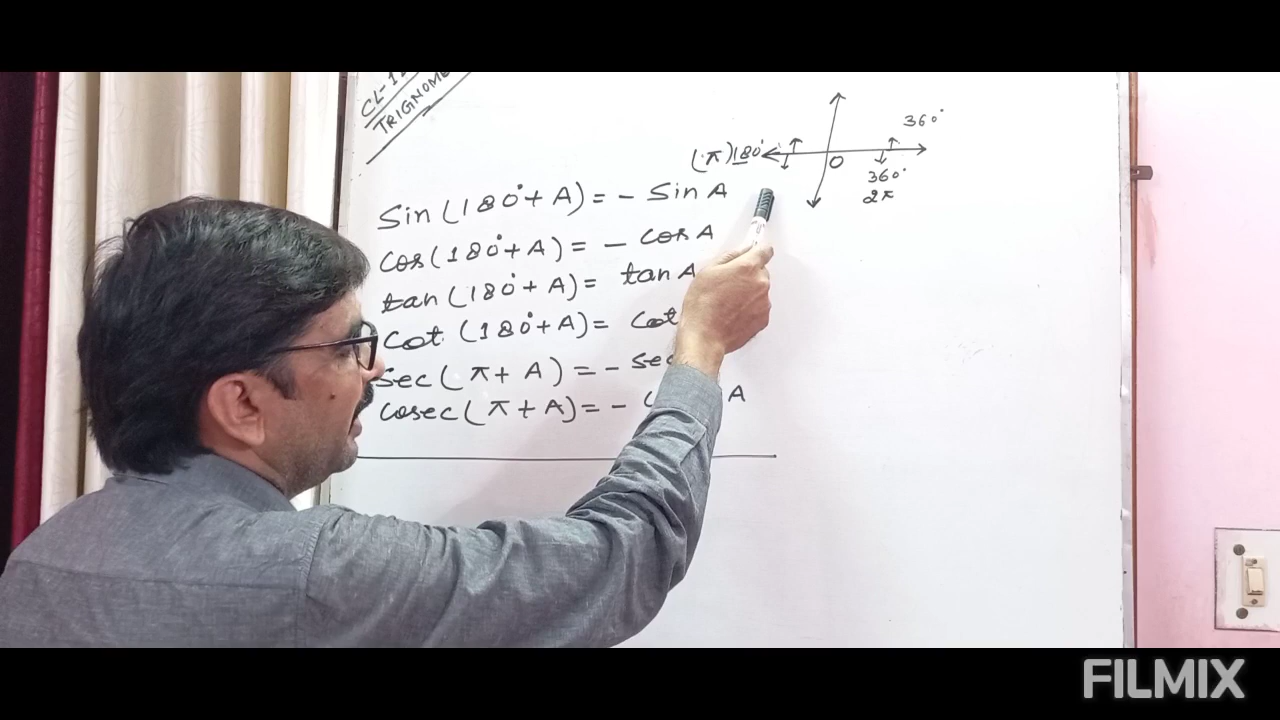 CL-1
TRIGNOME
360°
(π) 180°
O
360°
2π
Sin (180°+ A) = - Sin A
cos (180°+ A) = - cos A
tan (180°+ A) = tan A
Cot (180°+ A) = Cot
Sec ( π + A ) = - sec
Cosec ( π + A) = - A
FILMIX